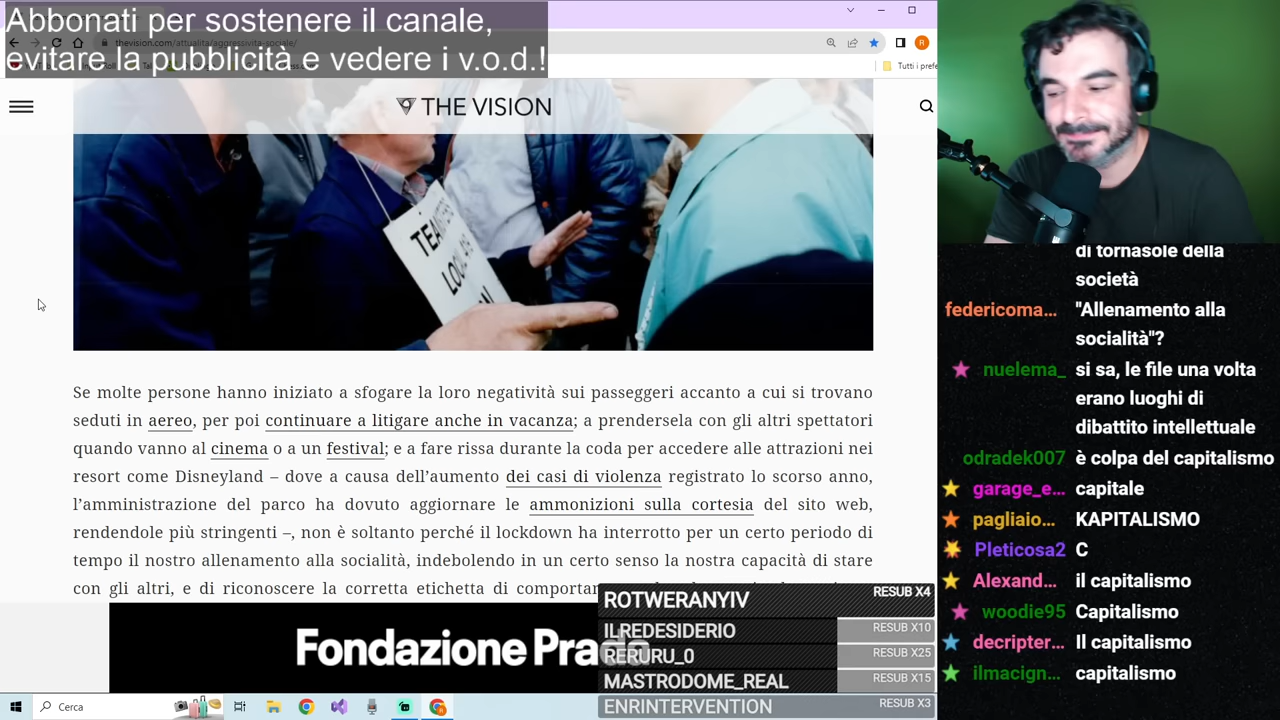 Abbonati per sostenere il canale,
evitare la pubblicità e vedere i v.o.d.!
thevision.com/attualita/aggressivita-sociale/
Tutti i prefe
THE VISION
TEAMSTERS
LOCAL
Se molte persone hanno iniziato a sfogare la loro negatività sui passeggeri accanto a cui si trovano
seduti in aereo, per poi continuare a litigare anche in vacanza; a prendersela con gli altri spettatori
quando vanno al cinema o a un festival; e a fare rissa durante la coda per accedere alle attrazioni nei
resort come Disneyland – dove a causa dell’aumento dei casi di violenza registrato lo scorso anno,
l’amministrazione del parco ha dovuto aggiornare le ammonizioni sulla cortesia del sito web,
rendendole più stringenti –, non è soltanto perché il lockdown ha interrotto per un certo periodo di
tempo il nostro allenamento alla socialità, indebolendo in un certo senso la nostra capacità di stare
con gli altri, e di riconoscere la corretta etichetta di
Fondazione Prada
ROTWERANYIV RESUB X4
ILREDESIDERIO RESUB X10
RERURU_0 RESUB X25
MASTRODOME_REAL RESUB X15
ENRINTERVENTION RESUB X3
Cerca
di tornasole della
società
federicoma… "Allenamento alla
socialità"?
nuelema_ si sa, le file una volta
erano luoghi di
dibattito intellettuale
odradek007 è colpa del capitalismo
garage_e… capitale
pagliaio… KAPITALISMO
Pleticosa2 C
Alexand… il capitalismo
woodie95 Capitalismo
decripter… Il capitalismo
ilmacign… capitalismo